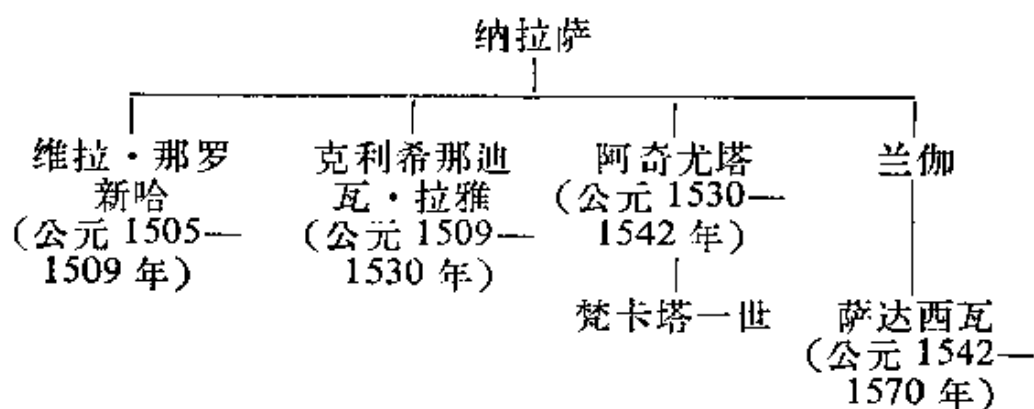 纳拉萨
维拉·那罗
新哈
(公元 1505—
1509 年)
克利希那迪
瓦·拉雅
(公元 1509—
1530 年)
阿奇尤塔
(公元 1530—
1542 年)
兰伽
梵卡塔一世
萨达西瓦
(公元 1542—
1570 年)